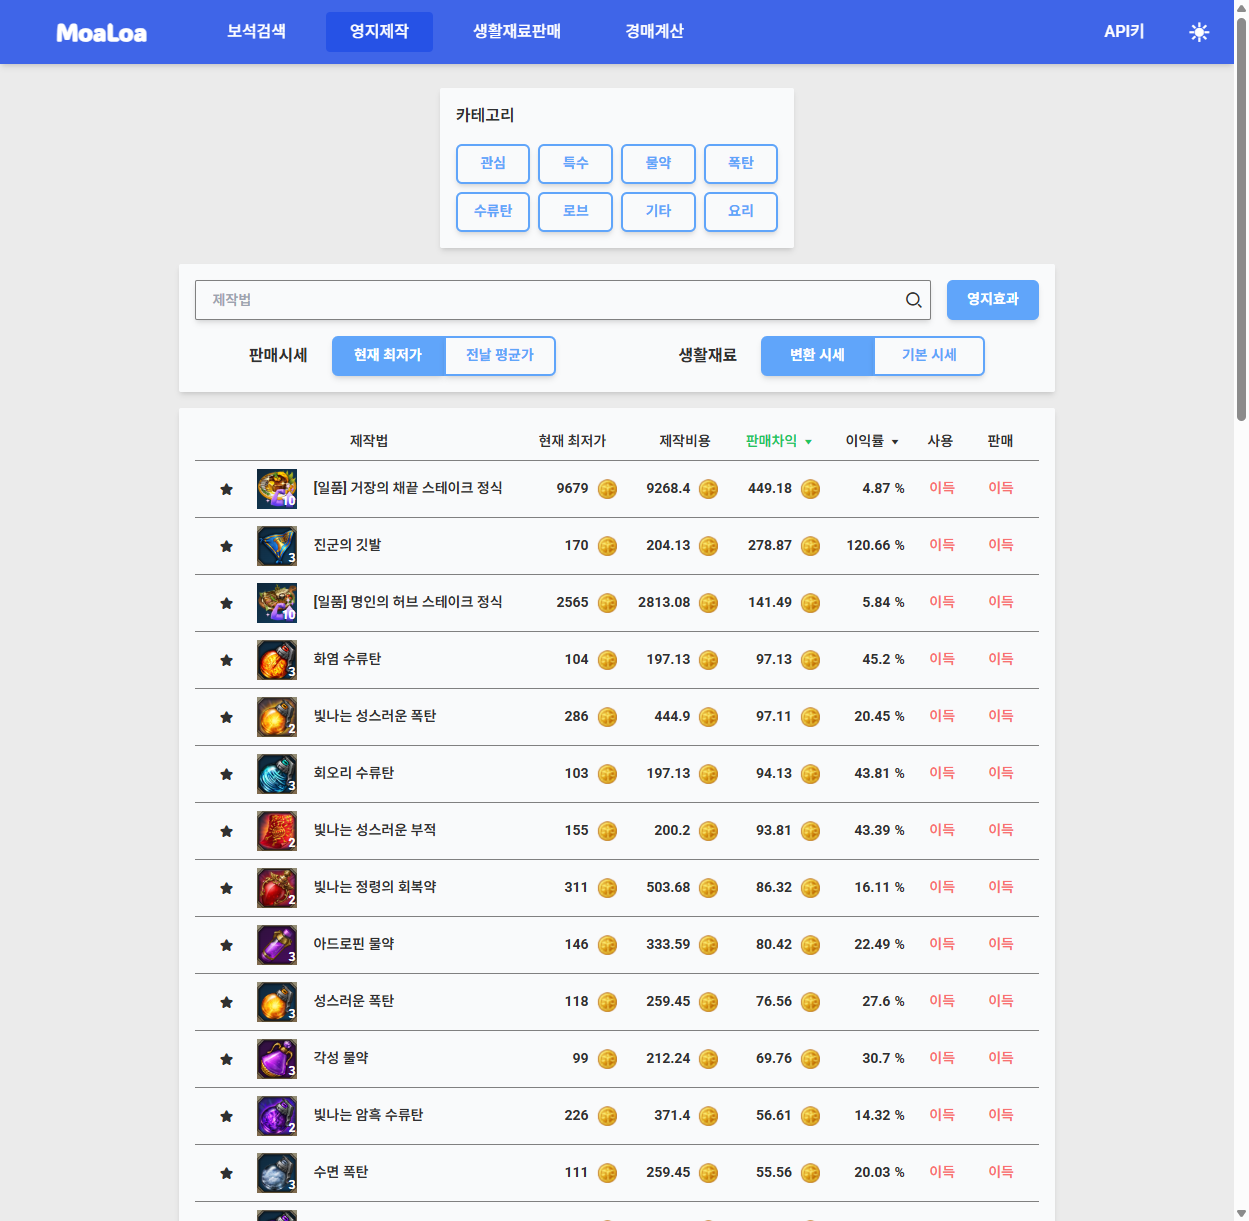 MoaLoa 보석검색 영지제작 생활재료판매 경매계산 API키
카테고리
관심 특수 물약 폭탄
수류탄 로브 기타 요리
제작법 영지효과
판매시세 현재 최저가 전날 평균가 생활재료 변환 시세 기본 시세
제작법 현재 최저가 제작비용 판매차익 이익률 사용 판매
10 [일품] 거장의 채끝 스테이크 정식 9679 9268.4 449.18 4.87 % 이득 이득
3 진군의 깃발 170 204.13 278.87 120.66 % 이득 이득
10 [일품] 명인의 허브 스테이크 정식 2565 2813.08 141.49 5.84 % 이득 이득
3 화염 수류탄 104 197.13 97.13 45.2 % 이득 이득
2 빛나는 성스러운 폭탄 286 444.9 97.11 20.45 % 이득 이득
3 회오리 수류탄 103 197.13 94.13 43.81 % 이득 이득
2 빛나는 성스러운 부적 155 200.2 93.81 43.39 % 이득 이득
2 빛나는 정령의 회복약 311 503.68 86.32 16.11 % 이득 이득
3 아드로핀 물약 146 333.59 80.42 22.49 % 이득 이득
3 성스러운 폭탄 118 259.45 76.56 27.6 % 이득 이득
3 각성 물약 99 212.24 69.76 30.7 % 이득 이득
2 빛나는 암흑 수류탄 226 371.4 56.61 14.32 % 이득 이득
3 수면 폭탄 111 259.45 55.56 20.03 % 이득 이득